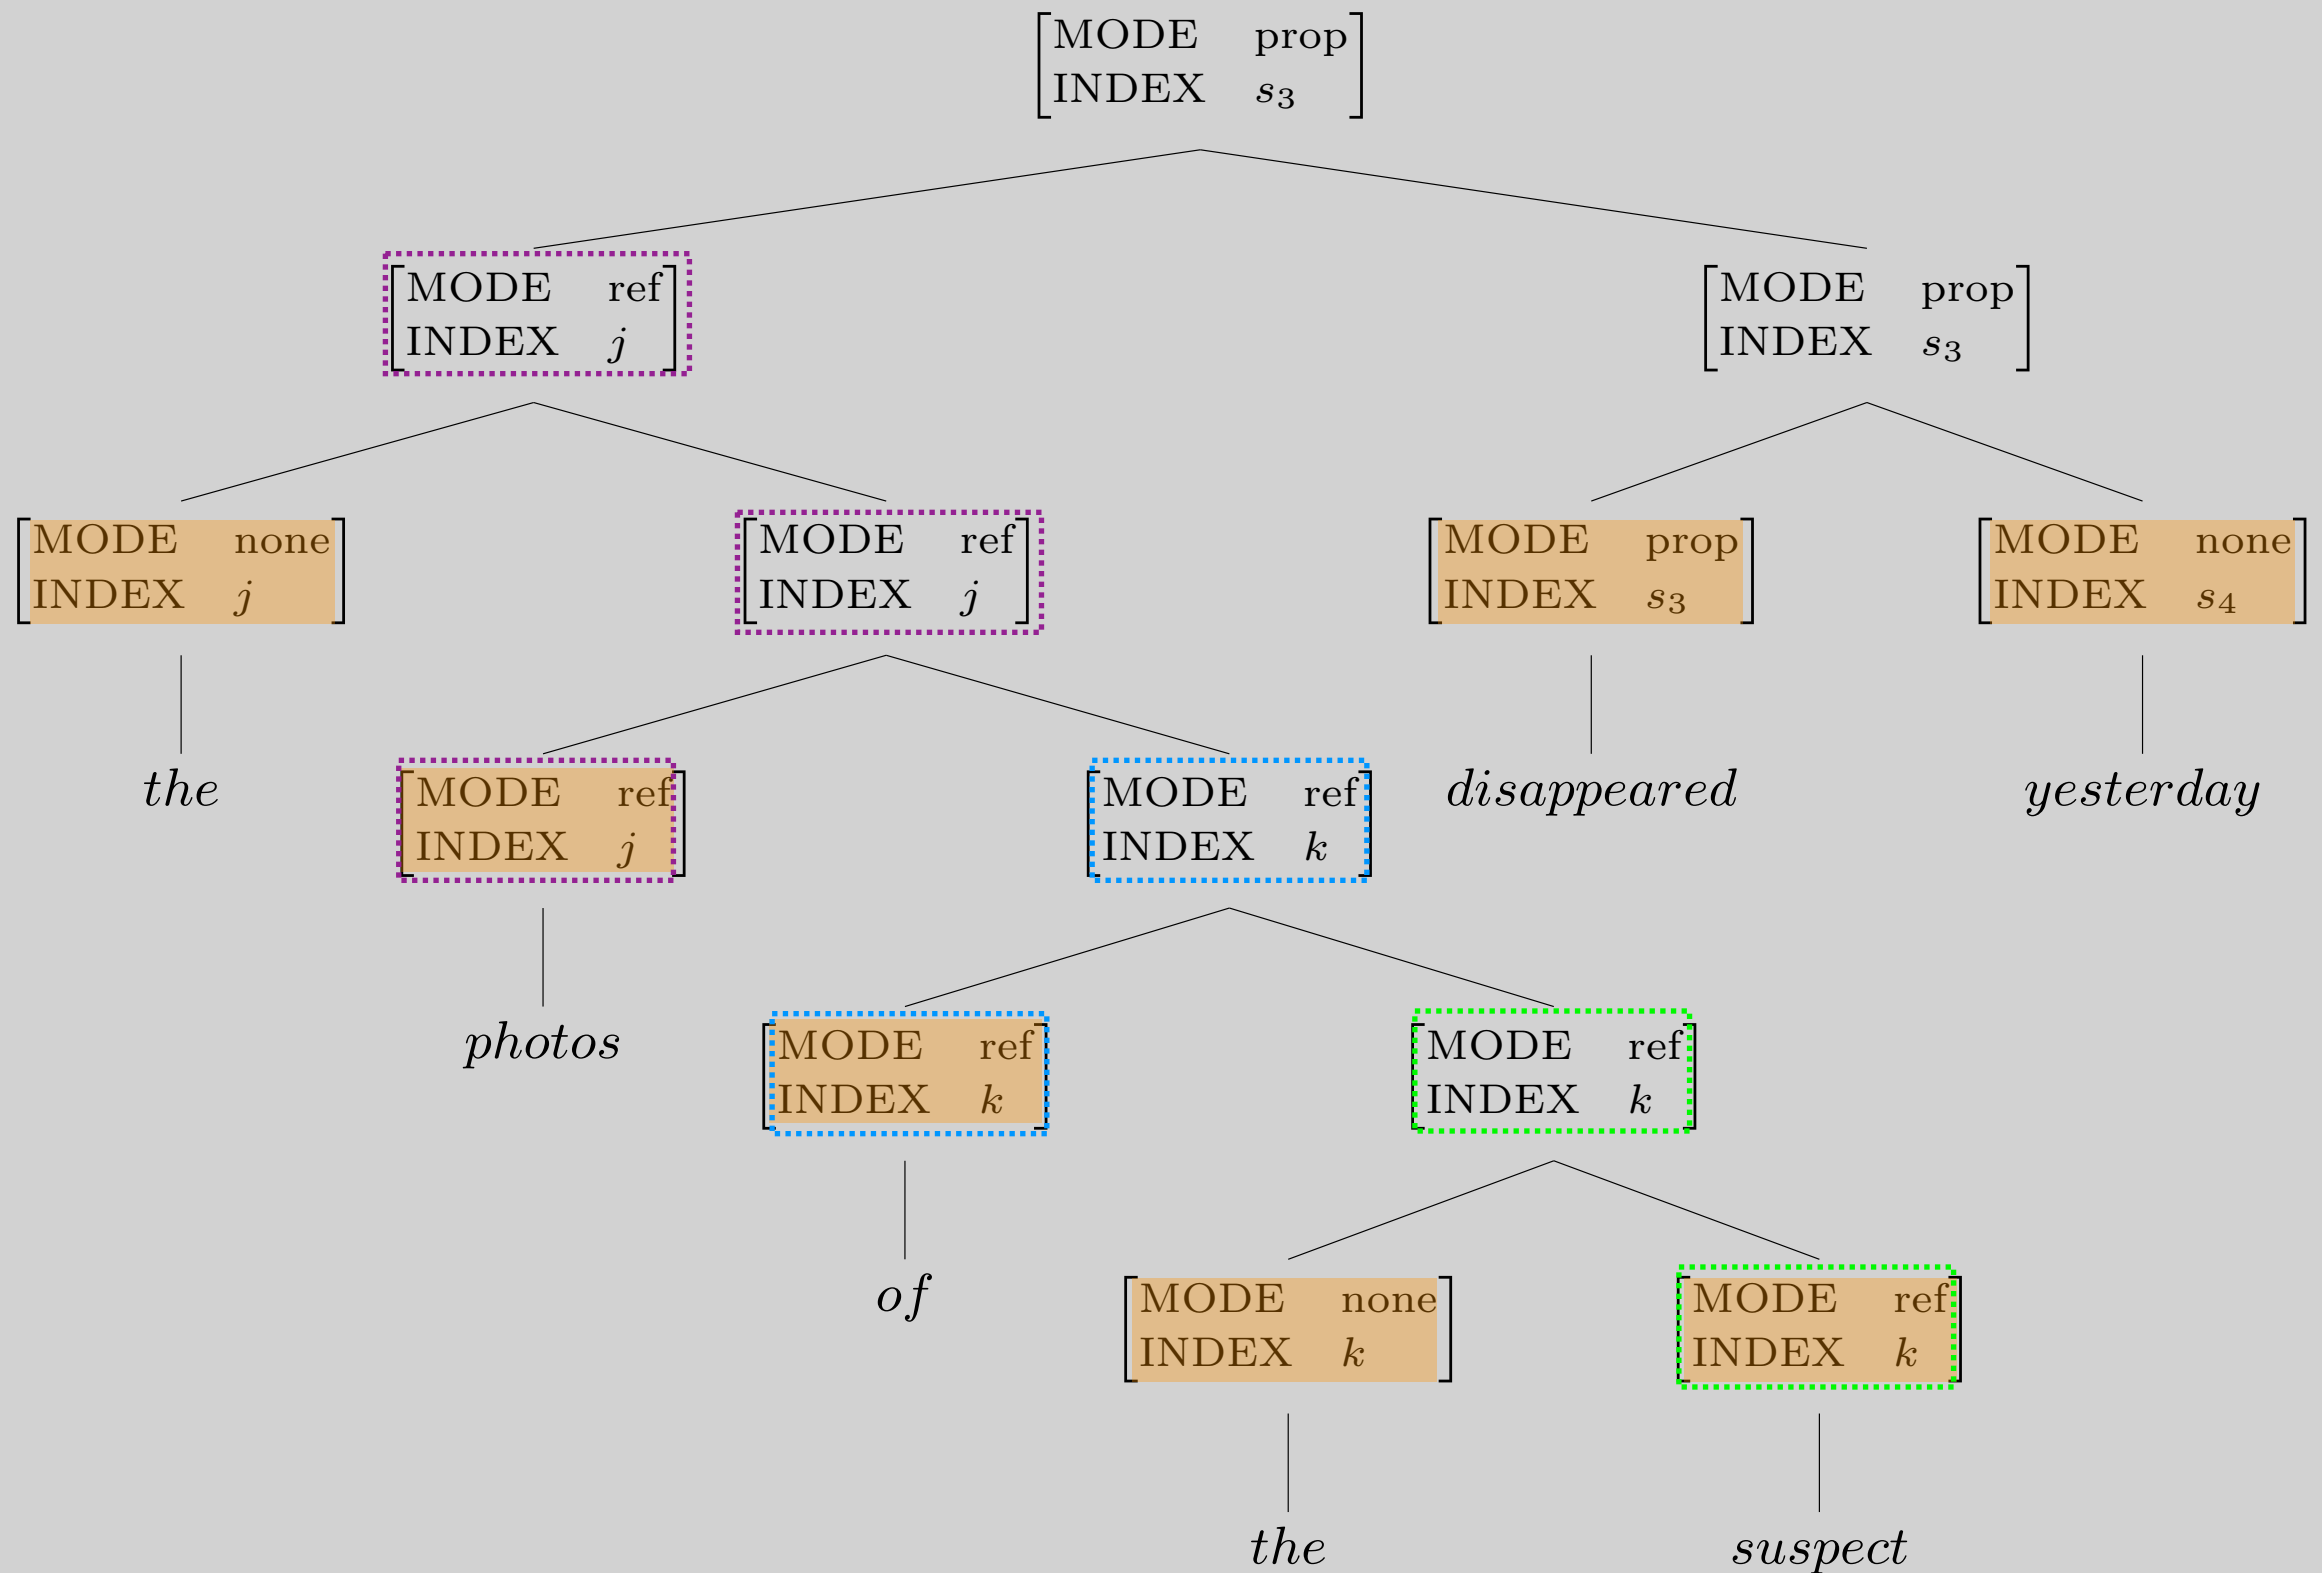 MODE prop
INDEX s₃
MODE ref
INDEX j
MODE prop
INDEX s₃
MODE none
INDEX j
MODE ref
INDEX j
MODE prop
INDEX s₃
MODE none
INDEX s₄
the
MODE ref
INDEX j
MODE ref
INDEX k
disappeared
yesterday
photos
MODE ref
INDEX k
MODE ref
INDEX k
of
MODE none
INDEX k
MODE ref
INDEX k
the
suspect